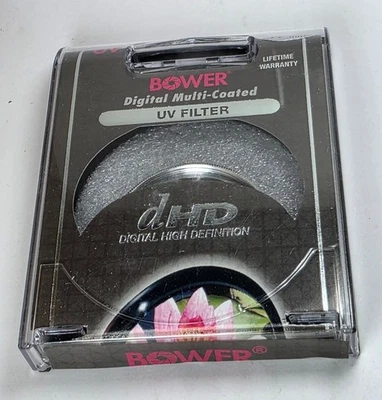 BOWER
LIFETIME
WARRANTY
Digital Multi-Coated
UV FILTER
dHD
DIGITAL HIGH DEFINITION
BOWER®